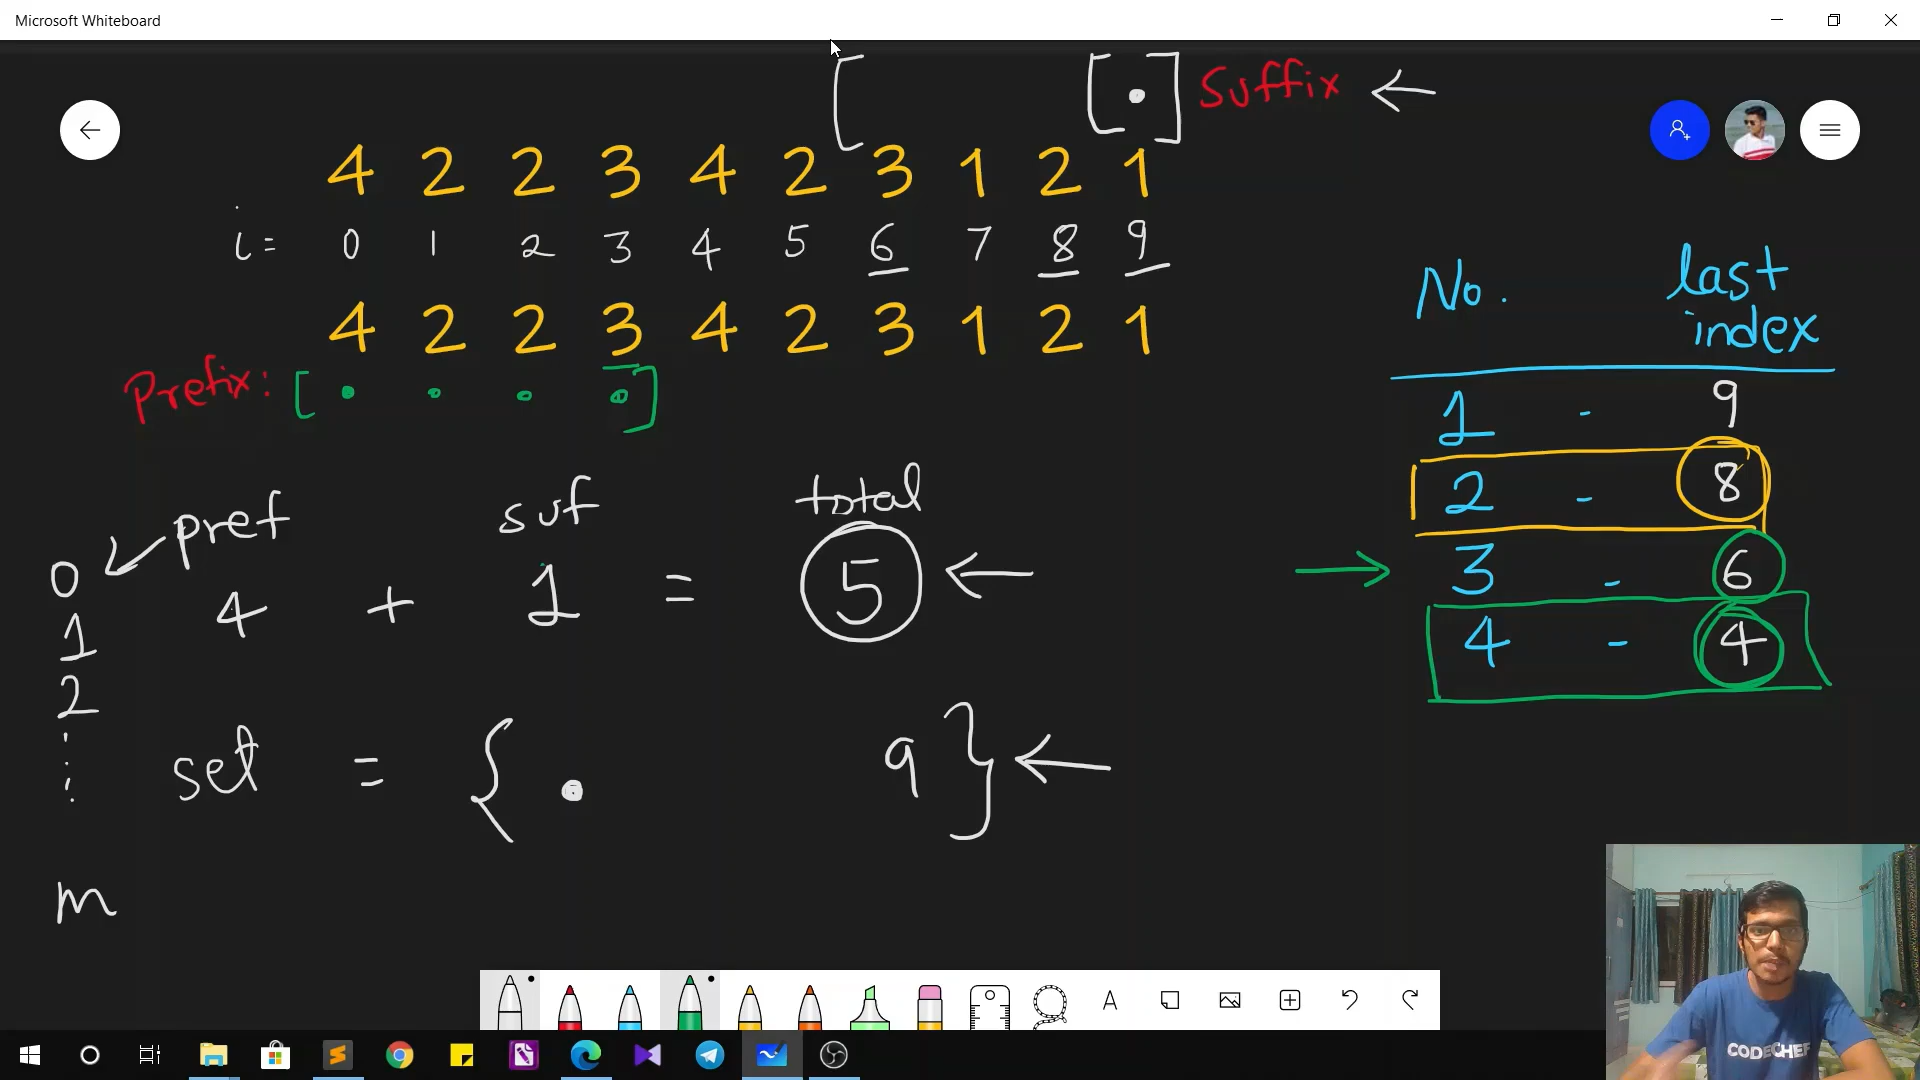 Microsoft Whiteboard
[ [.] Suffix ←
4 2 2 3 4 2 3 1 2 1
i = 0 1 2 3 4 5 6 7 8 9
4 2 2 3 4 2 3 1 2 1
Prefix: [ . . . . ]
pref suf total
4 + 1 = 5 ←
0
1
2
:
m
set = { . 9 } ←
No. last index
1 - 9
2 - 8
→ 3 - 6
4 - 4
CODECHEF